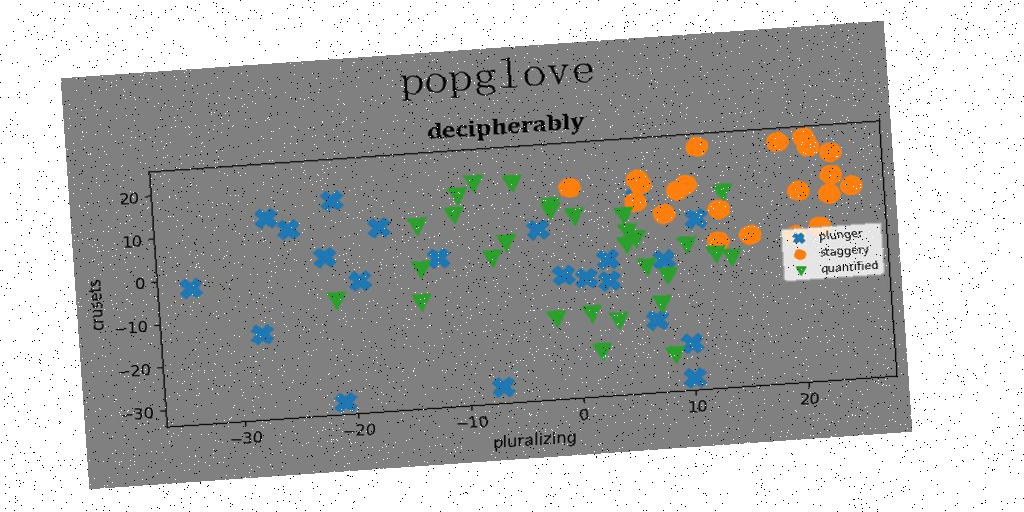 popglove
decipherably
20
10
0
−10
−20
−30
crusets
−30 −20 −10 0 10 20
pluralizing
plunger
staggery
quantified